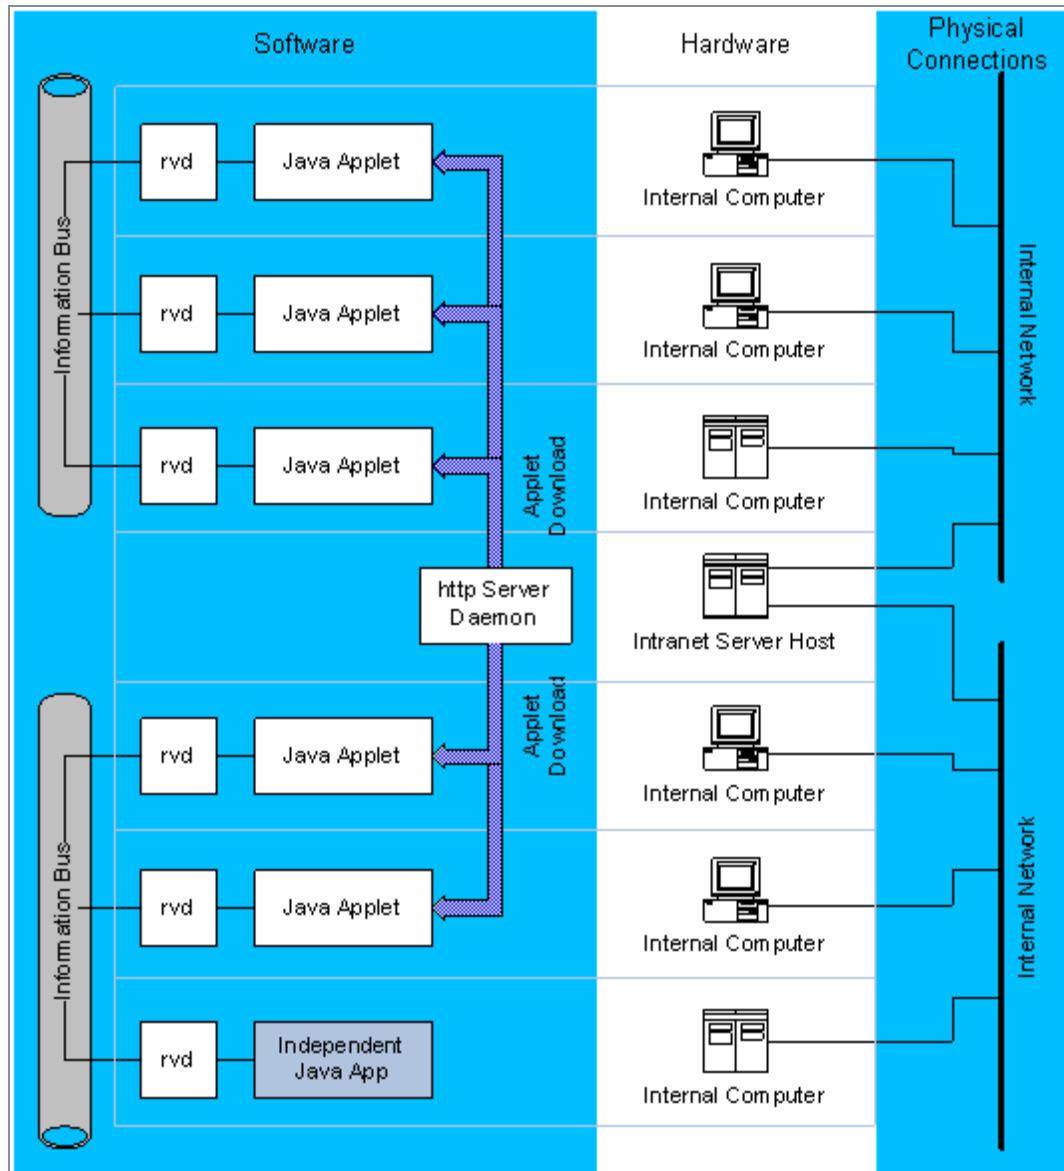 Software
Hardware
Physical
Connections
Information Bus
rvd
Java Applet
Internal Computer
Internal Network
rvd
Java Applet
Internal Computer
rvd
Java Applet
Applet
Download
Internal Computer
http Server
Daemon
Intranet Server Host
Information Bus
rvd
Java Applet
Applet
Download
Internal Computer
Internal Network
rvd
Java Applet
Internal Computer
rvd
Independent
Java App
Internal Computer